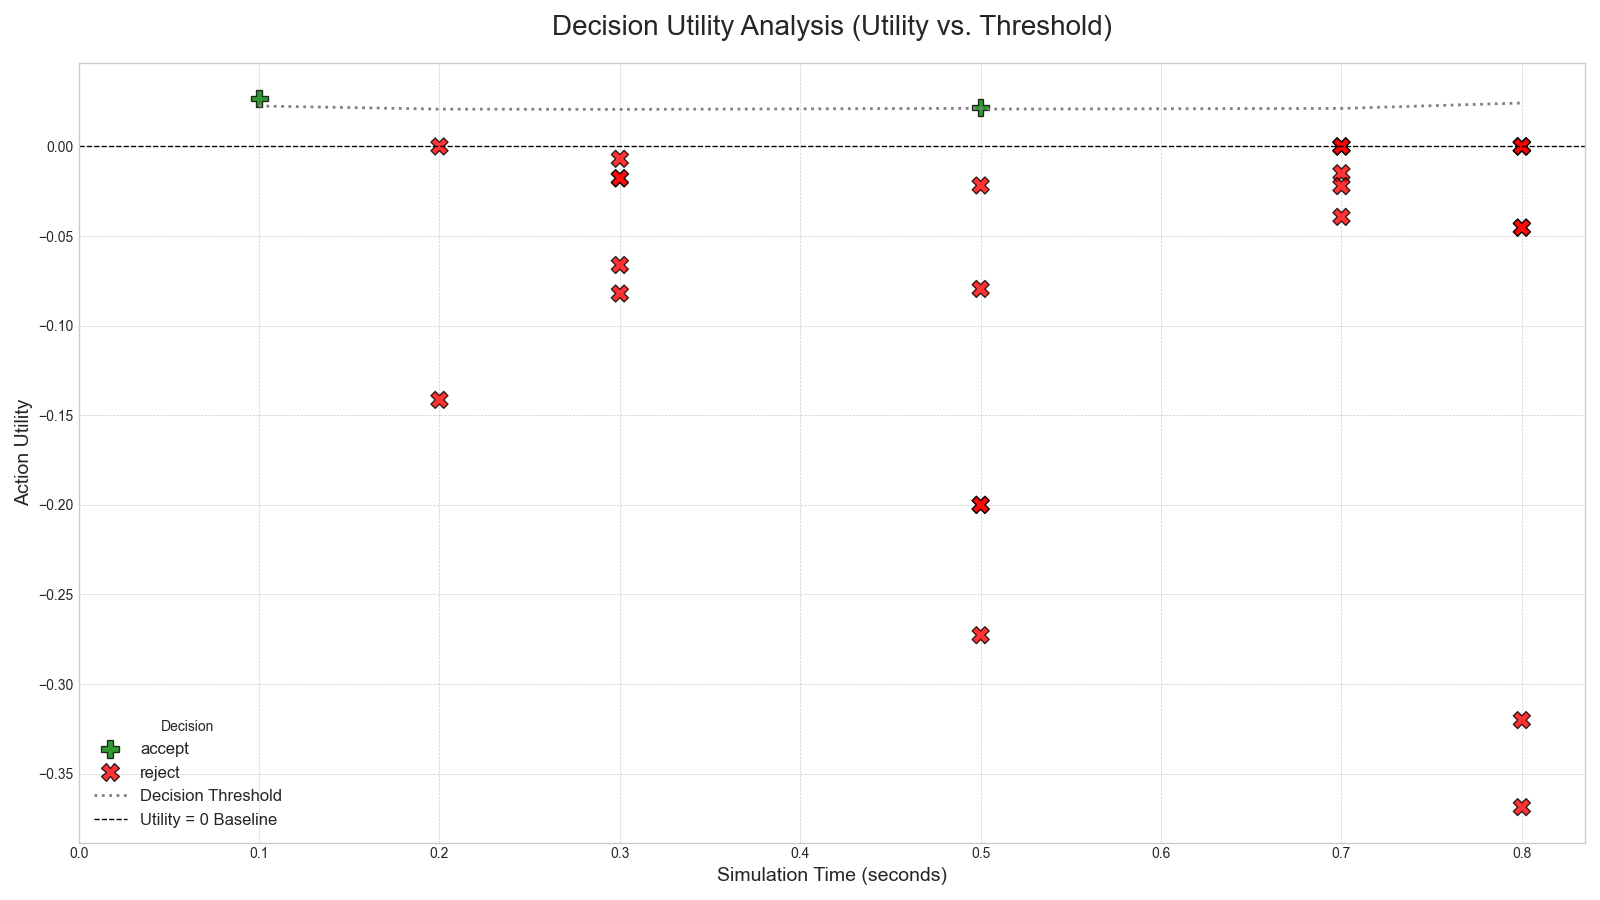 Decision Utility Analysis (Utility vs. Threshold)
Action Utility
0.00
−0.05
−0.10
−0.15
−0.20
−0.25
−0.30
−0.35
Decision
accept
reject
Decision Threshold
Utility = 0 Baseline
0.0 0.1 0.2 0.3 0.4 0.5 0.6 0.7 0.8
Simulation Time (seconds)